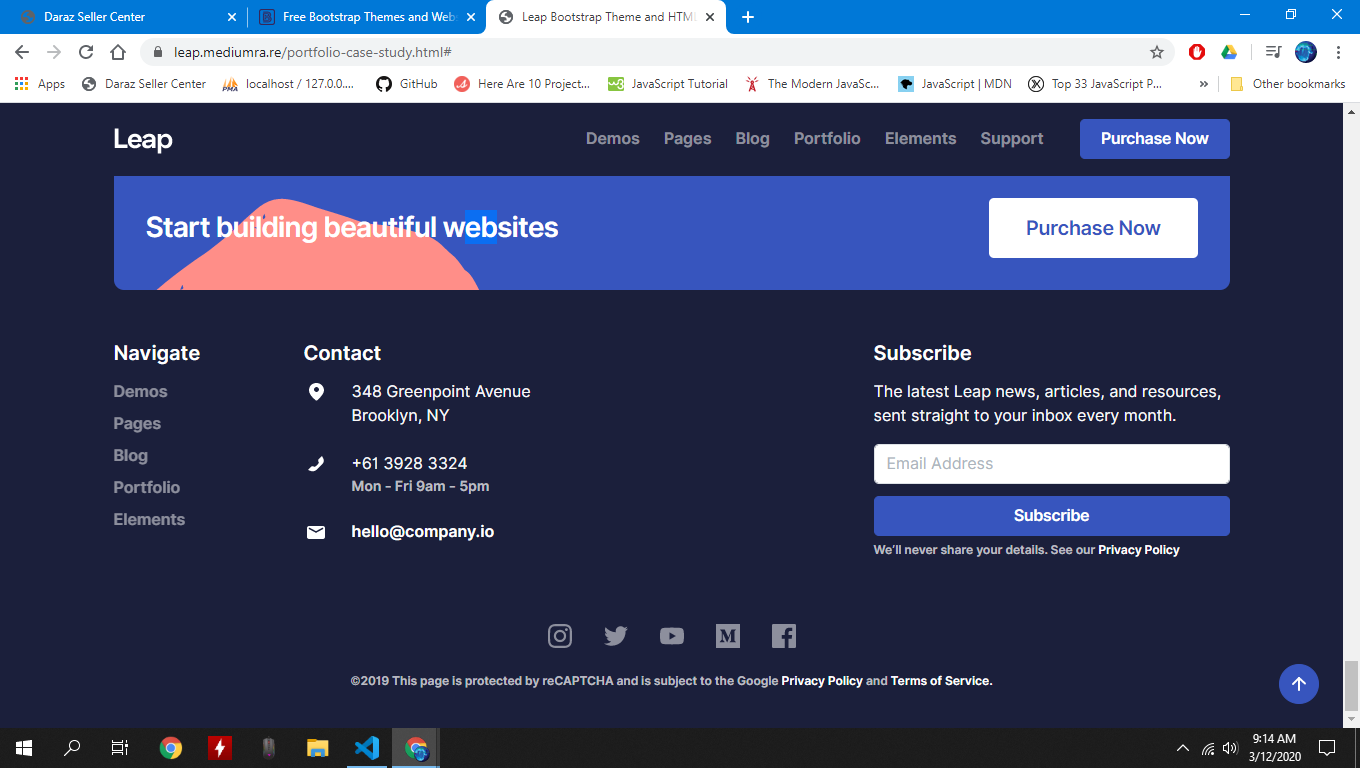 Daraz Seller Center
Free Bootstrap Themes and Web
Leap Bootstrap Theme and HTM
leap.mediumra.re/portfolio-case-study.html#
Apps
Daraz Seller Center
localhost / 127.0.0....
GitHub
Here Are 10 Project...
JavaScript Tutorial
The Modern JavaSc...
JavaScript | MDN
Top 33 JavaScript P...
»
Other bookmarks
Leap
Demos Pages Blog Portfolio Elements Support
Purchase Now
Start building beautiful websites
Purchase Now
Navigate
Demos
Pages
Blog
Portfolio
Elements
Contact
348 Greenpoint Avenue
Brooklyn, NY
+61 3928 3324
Mon - Fri 9am - 5pm
hello@company.io
Subscribe
The latest Leap news, articles, and resources,
sent straight to your inbox every month.
Email Address
Subscribe
We'll never share your details. See our Privacy Policy
©2019 This page is protected by reCAPTCHA and is subject to the Google Privacy Policy and Terms of Service.
9:14 AM
3/12/2020